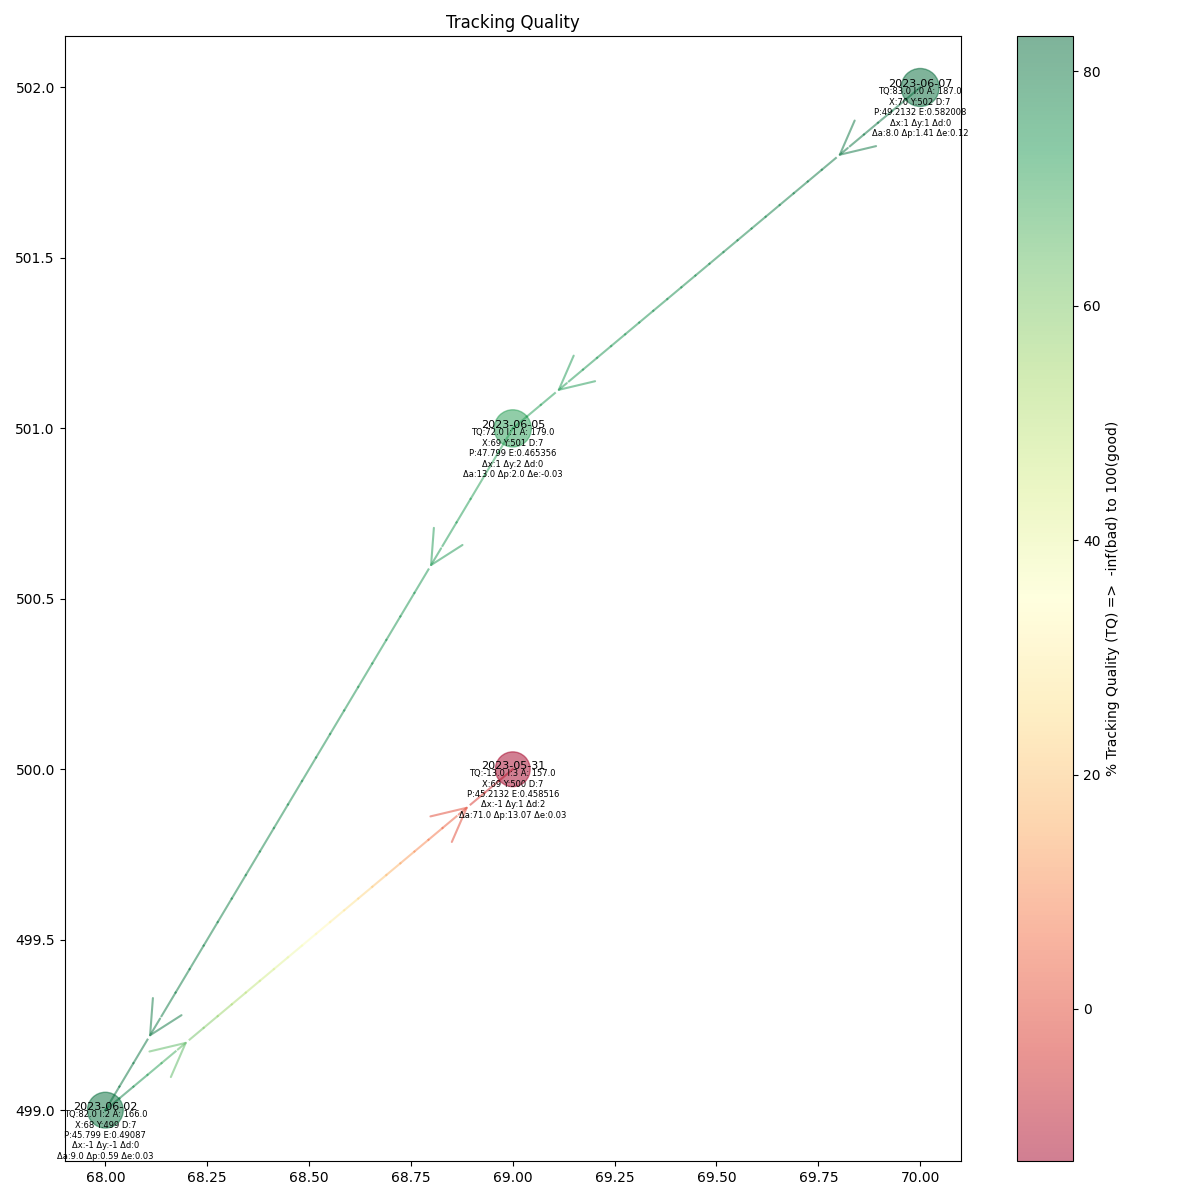 Tracking Quality
502.0
501.5
501.0
500.5
500.0
499.5
499.0
68.00
68.25
68.50
68.75
69.00
69.25
69.50
69.75
70.00
2023-06-07
TQ:83.0 I:0 A: 187.0
X:70 Y:502 D:7
P:49.2132 E:0.582008
Δx:1 Δy:1 Δd:0
Δa:8.0 Δp:1.41 Δe:0.12
2023-06-05
TQ:72.0 I:1 A: 179.0
X:69 Y:501 D:7
P:47.799 E:0.465356
Δx:1 Δy:2 Δd:0
Δa:13.0 Δp:2.0 Δe:-0.03
2023-05-31
TQ:-13.0 I:3 A: 157.0
X:69 Y:500 D:7
P:45.2132 E:0.458516
Δx:-1 Δy:1 Δd:2
Δa:71.0 Δp:13.07 Δe:0.03
2023-06-02
TQ:82.0 I:2 A: 166.0
X:68 Y:499 D:7
P:45.799 E:0.49087
Δx:-1 Δy:-1 Δd:0
Δa:9.0 Δp:0.59 Δe:0.03
80
60
40
20
0
% Tracking Quality (TQ) => -inf(bad) to 100(good)